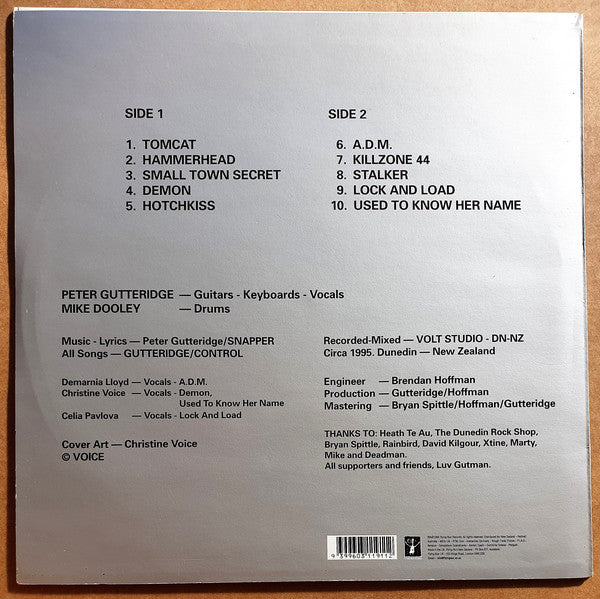 SIDE 1
1. TOMCAT
2. HAMMERHEAD
3. SMALL TOWN SECRET
4. DEMON
5. HOTCHKISS
SIDE 2
6. A.D.M.
7. KILLZONE 44
8. STALKER
9. LOCK AND LOAD
10. USED TO KNOW HER NAME
PETER GUTTERIDGE — Guitars - Keyboards - Vocals
MIKE DOOLEY — Drums
Music - Lyrics — Peter Gutteridge/SNAPPER
All Songs — GUTTERIDGE/CONTROL
Demarnia Lloyd — Vocals - A.D.M.
Christine Voice — Vocals - Demon,
Used To Know Her Name
Celia Pavlova — Vocals - Lock And Load
Cover Art — Christine Voice
© VOICE
Recorded-Mixed — VOLT STUDIO - DN-NZ
Circa 1995. Dunedin — New Zealand
Engineer — Brendan Hoffman
Production — Gutteridge/Hoffman
Mastering — Bryan Spittle/Hoffman/Gutteridge
THANKS TO: Heath Te Au, The Dunedin Rock Shop,
Bryan Spittle, Rainbird, David Kilgour, Xtine, Marty,
Mike and Deadman.
All supporters and friends, Luv Gutman.
9 399603 119112